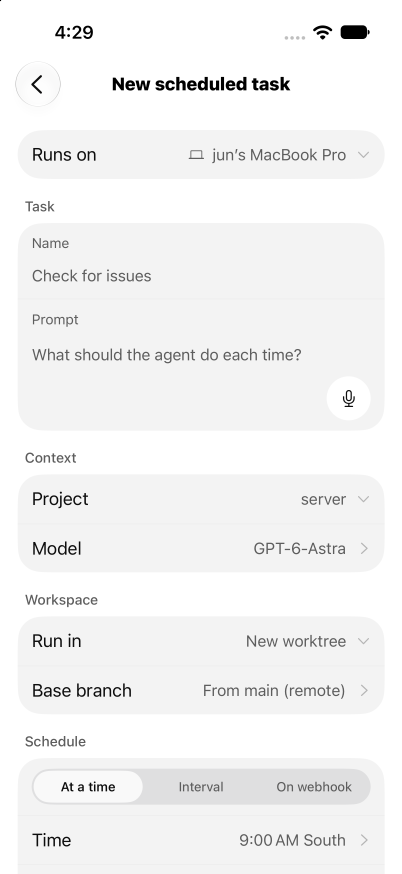 4:29
New scheduled task
Runs on
jun's MacBook Pro
Task
Name
Check for issues
Prompt
What should the agent do each time?
Context
Project
server
Model
GPT-6-Astra
Workspace
Run in
New worktree
Base branch
From main (remote)
Schedule
At a time
Interval
On webhook
Time
9:00 AM South